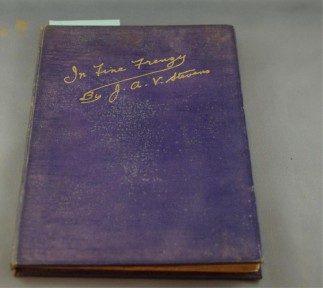 In Fine Frenzy
By J. A. V. Stevens